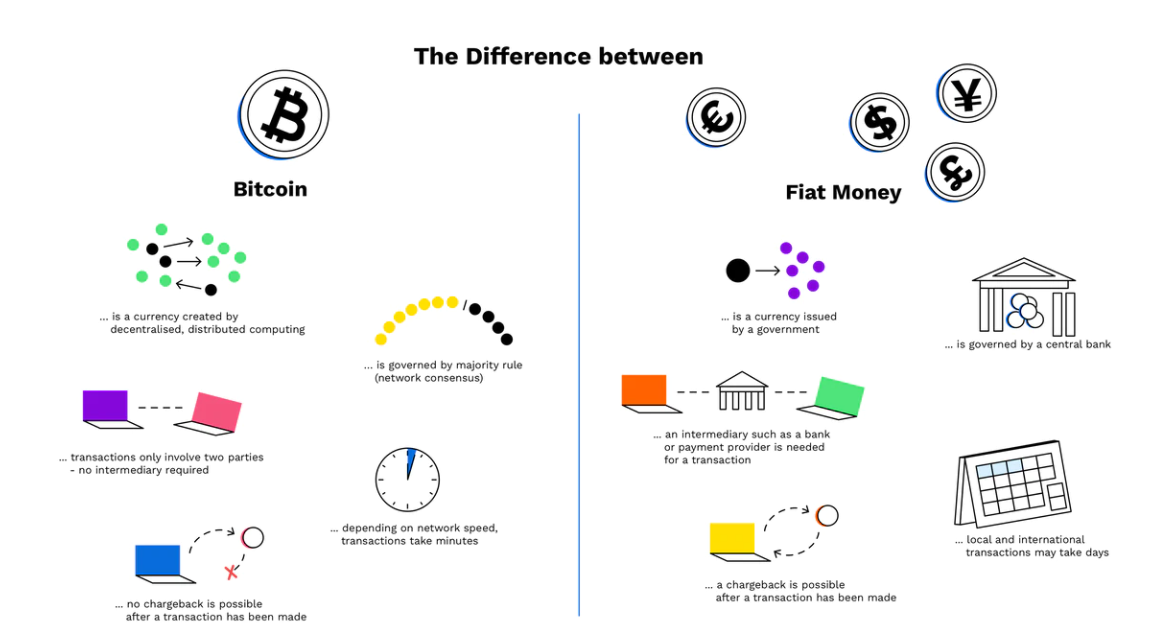 The Difference between
Bitcoin
... is a currency created by
decentralised, distributed computing
... is governed by majority rule
(network consensus)
... transactions only involve two parties
- no intermediary required
... depending on network speed,
transactions take minutes
... no chargeback is possible
after a transaction has been made
€
$
¥
£
Fiat Money
... is a currency issued
by a government
... is governed by a central bank
... an intermediary such as a bank
or payment provider is needed
for a transaction
... local and international
transactions may take days
... a chargeback is possible
after a transaction has been made